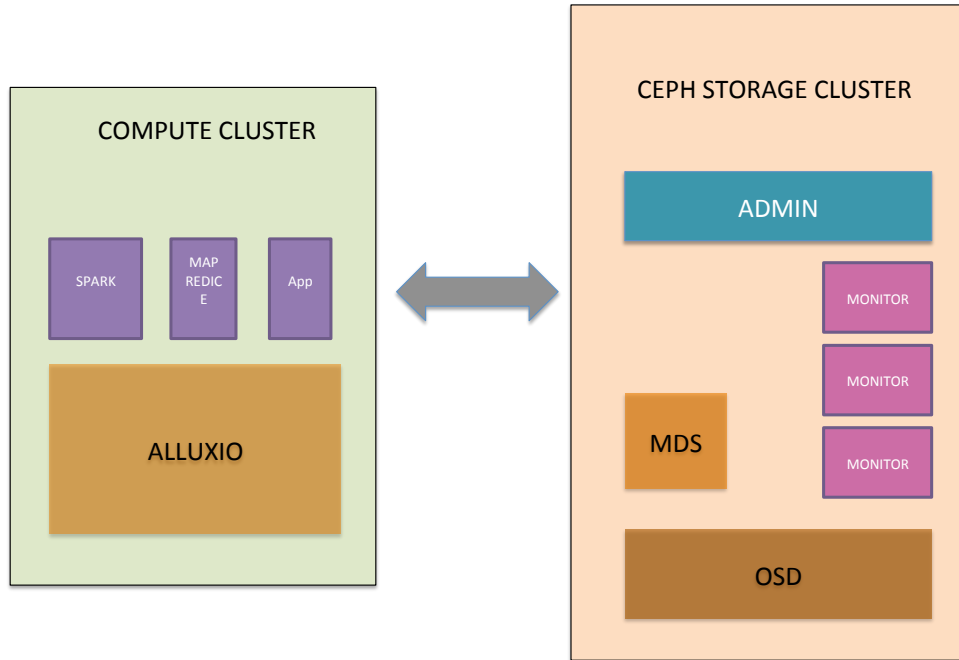 COMPUTE CLUSTER
SPARK
MAP
REDIC
E
App
ALLUXIO
CEPH STORAGE CLUSTER
ADMIN
MONITOR
MONITOR
MDS
MONITOR
OSD